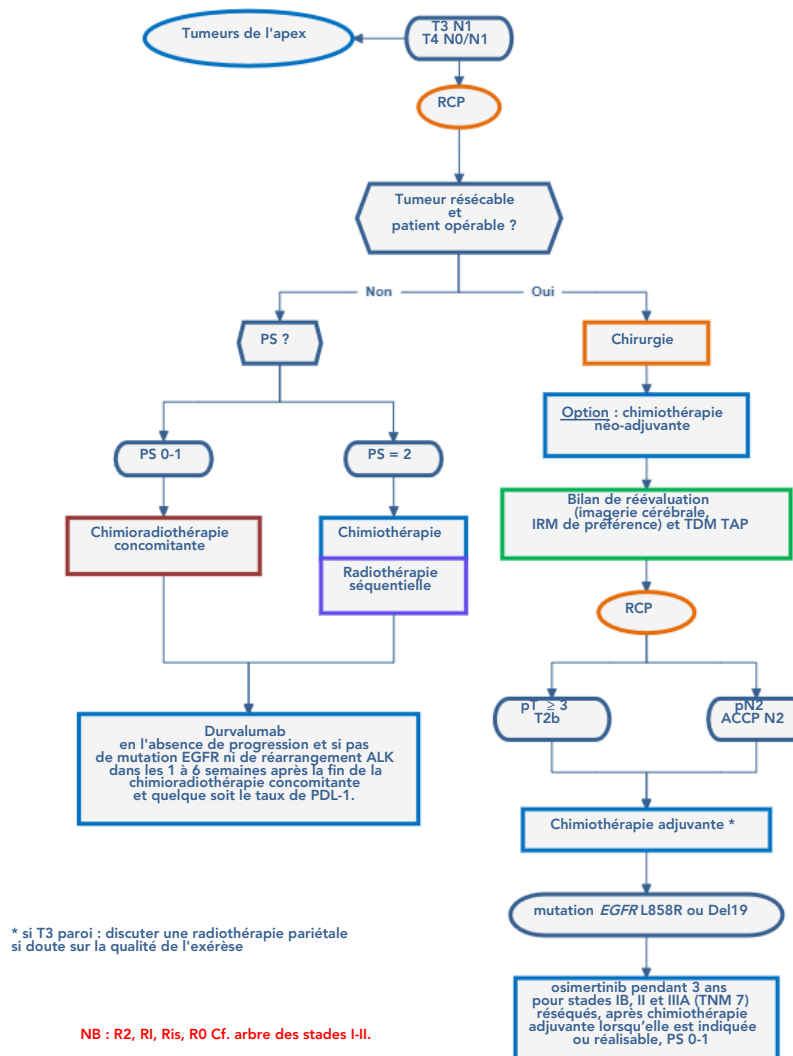 Tumeurs de l'apex
T3 N1
T4 N0/N1
RCP
Tumeur résécable
et
patient opérable ?
Non
Oui
PS ?
Chirurgie
Option : chimiothérapie
néo-adjuvante
PS 0-1
PS = 2
Bilan de réévaluation
(imagerie cérébrale,
IRM de préférence) et TDM TAP
Chimioradiothérapie
concomitante
Chimiothérapie
Radiothérapie
séquentielle
RCP
pT ≥ 3
T2b
pN2
ACCP N2
Durvalumab
en l'absence de progression et si pas
de mutation EGFR ni de réarrangement ALK
dans les 1 à 6 semaines après la fin de la
chimioradiothérapie concomitante
et quelque soit le taux de PDL-1.
Chimiothérapie adjuvante *
mutation EGFR L858R ou Del19
* si T3 paroi : discuter une radiothérapie pariétale
si doute sur la qualité de l'exérèse
osimertinib pendant 3 ans
pour stades IB, II et IIIA (TNM 7)
réséqués, après chimiothérapie
adjuvante lorsqu'elle est indiquée
ou réalisable, PS 0-1
NB : R2, RI, Ris, R0 Cf. arbre des stades I-II.